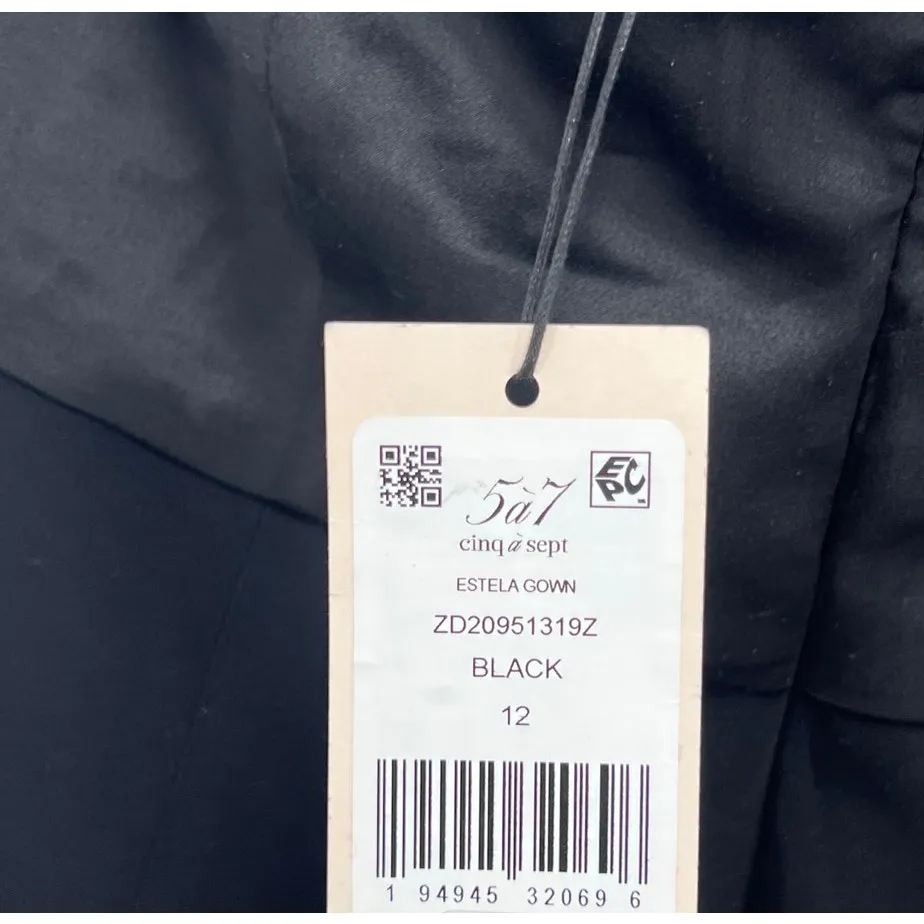 5à7
EPC
cinq à sept
ESTELA GOWN
ZD20951319Z
BLACK
12
1 94945 32069 6